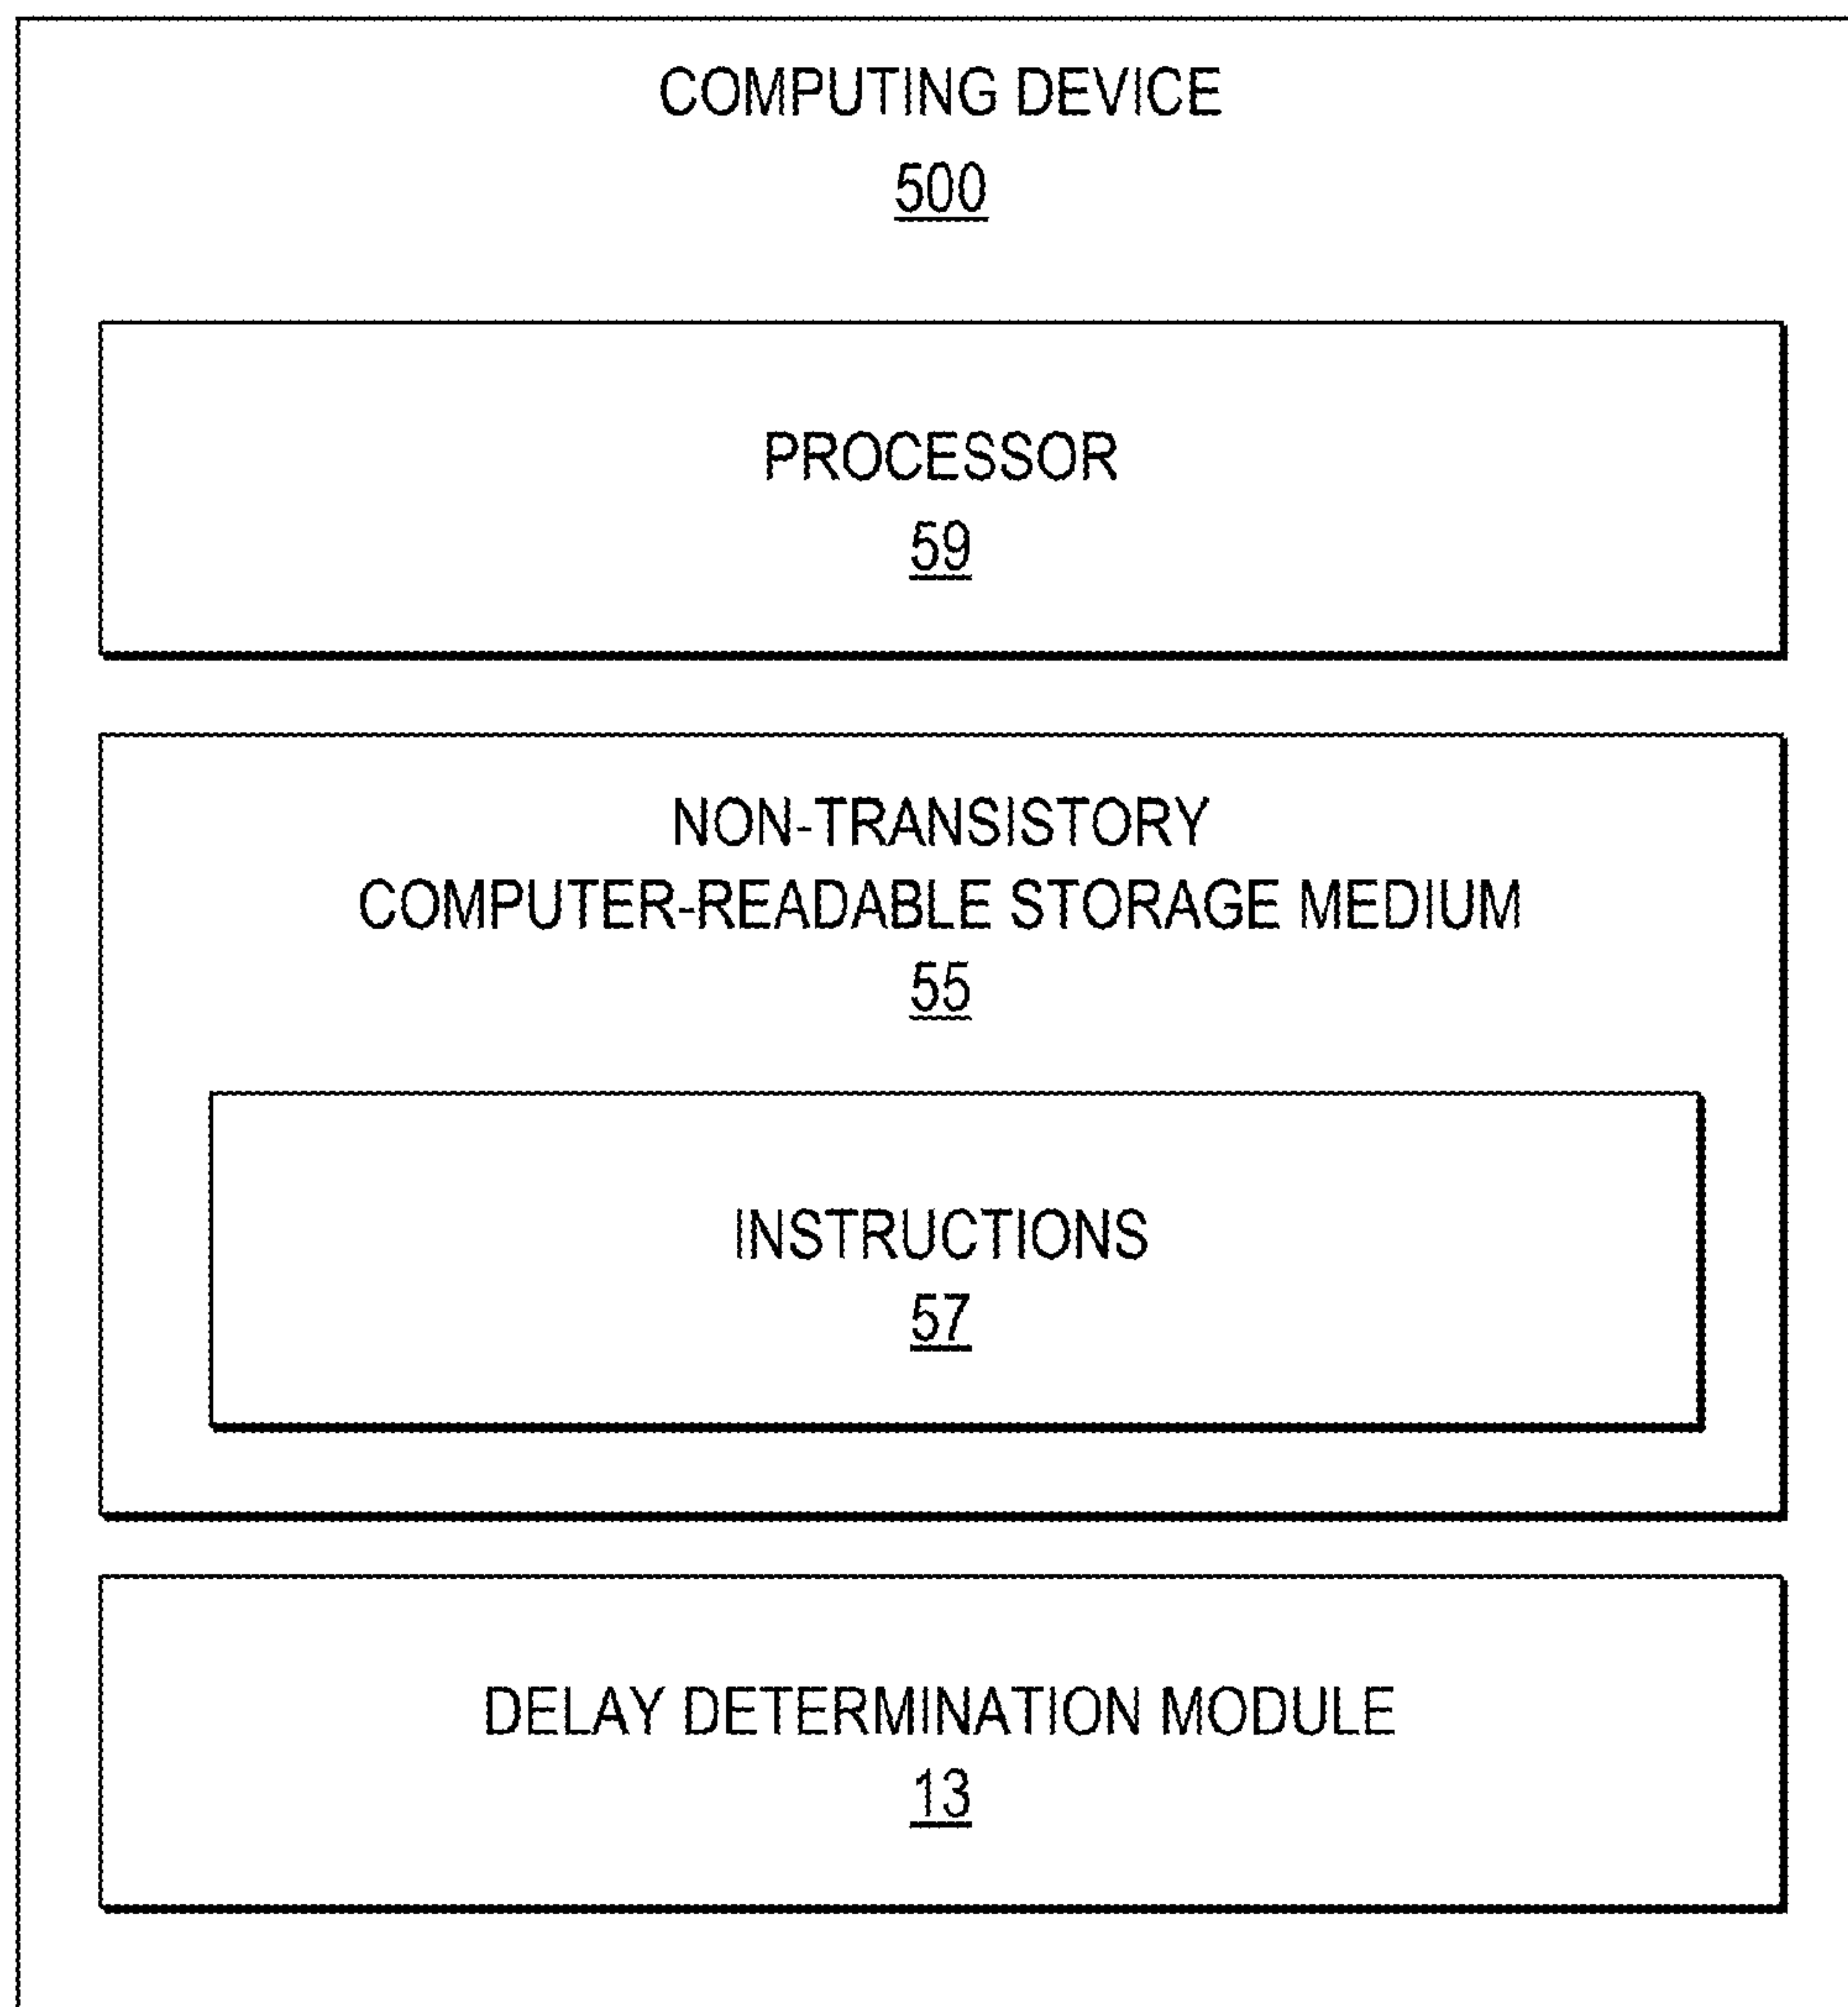 COMPUTING DEVICE
500
PROCESSOR
59
NON-TRANSISTORY
COMPUTER-READABLE STORAGE MEDIUM
55
INSTRUCTIONS
57
DELAY DETERMINATION MODULE
13